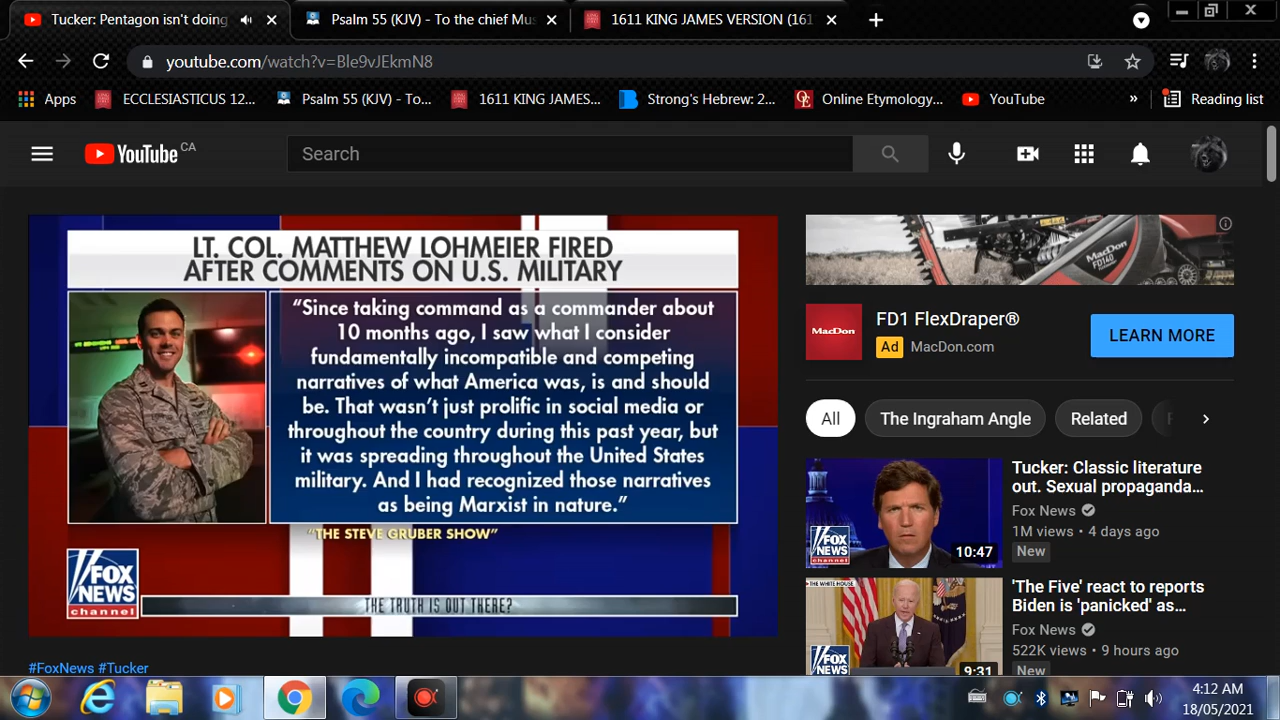 Tucker: Pentagon isn't doing
Psalm 55 (KJV) - To the chief Mus
1611 KING JAMES VERSION (161
youtube.com/watch?v=Ble9vJEkmN8
Apps
ECCLESIASTICUS 12...
Psalm 55 (KJV) - To...
1611 KING JAMES...
Strong's Hebrew: 2...
Online Etymology...
YouTube
»
Reading list
YouTube CA
Search
LT. COL. MATTHEW LOHMEIER FIRED
AFTER COMMENTS ON U.S. MILITARY
“Since taking command as a commander about
10 months ago, I saw what I consider
fundamentally incompatible and competing
narratives of what America was, is and should
be. That wasn’t just prolific in social media or
throughout the country during this past year, but
it was spreading throughout the United States
military. And I had recognized those narratives
as being Marxist in nature.”
“THE STEVE GRUBER SHOW”
FOX
NEWS
channel
THE TRUTH IS OUT THERE?
#FoxNews #Tucker
MacDon
FD140
MacDon
FD1 FlexDraper®
Ad MacDon.com
LEARN MORE
All
The Ingraham Angle
Related
Tucker: Classic literature
out. Sexual propaganda...
Fox News
1M views • 4 days ago
New
FOX
NEWS
10:47
THE WHITE HOUSE
'The Five' react to reports
Biden is 'panicked' as...
Fox News
522K views • 9 hours ago
New
FOX
NEWS
9:31
4:12 AM
18/05/2021